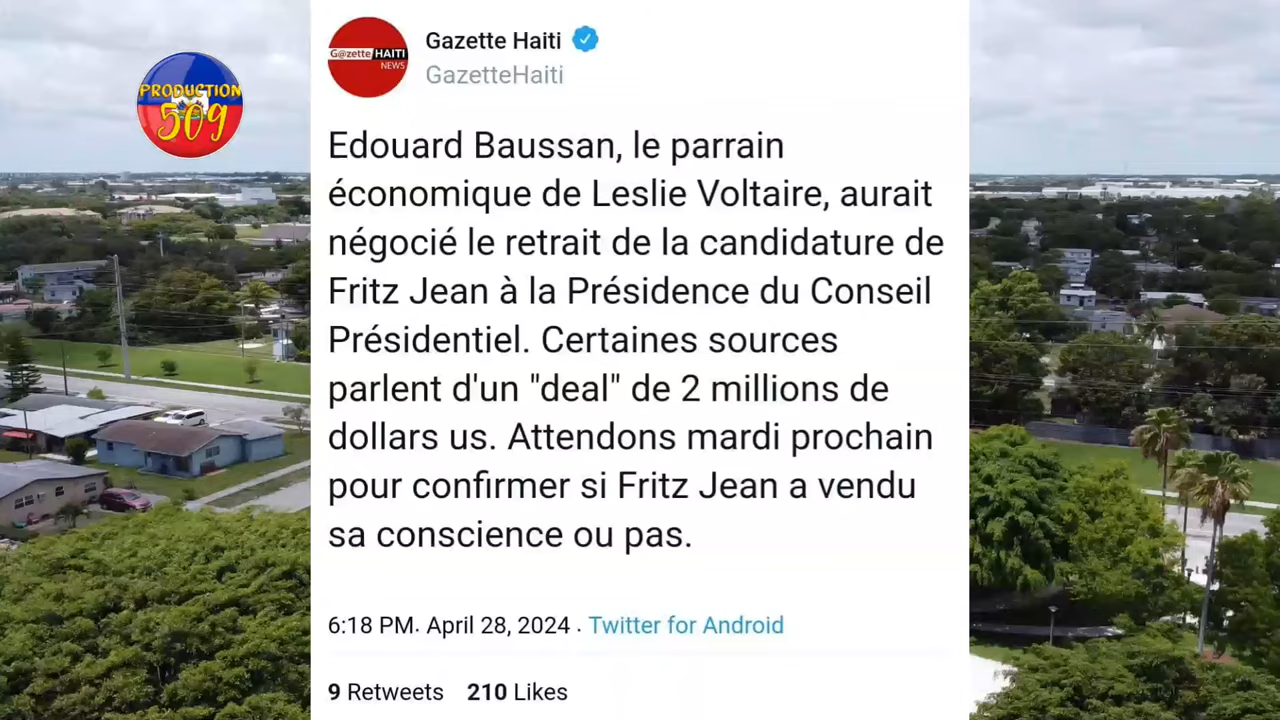 PRODUCTION
509
G@zette HAITI
NEWS
Gazette Haiti
GazetteHaiti
Edouard Baussan, le parrain
économique de Leslie Voltaire, aurait
négocié le retrait de la candidature de
Fritz Jean à la Présidence du Conseil
Présidentiel. Certaines sources
parlent d'un "deal" de 2 millions de
dollars us. Attendons mardi prochain
pour confirmer si Fritz Jean a vendu
sa conscience ou pas.
6:18 PM. April 28, 2024 . Twitter for Android
9 Retweets 210 Likes